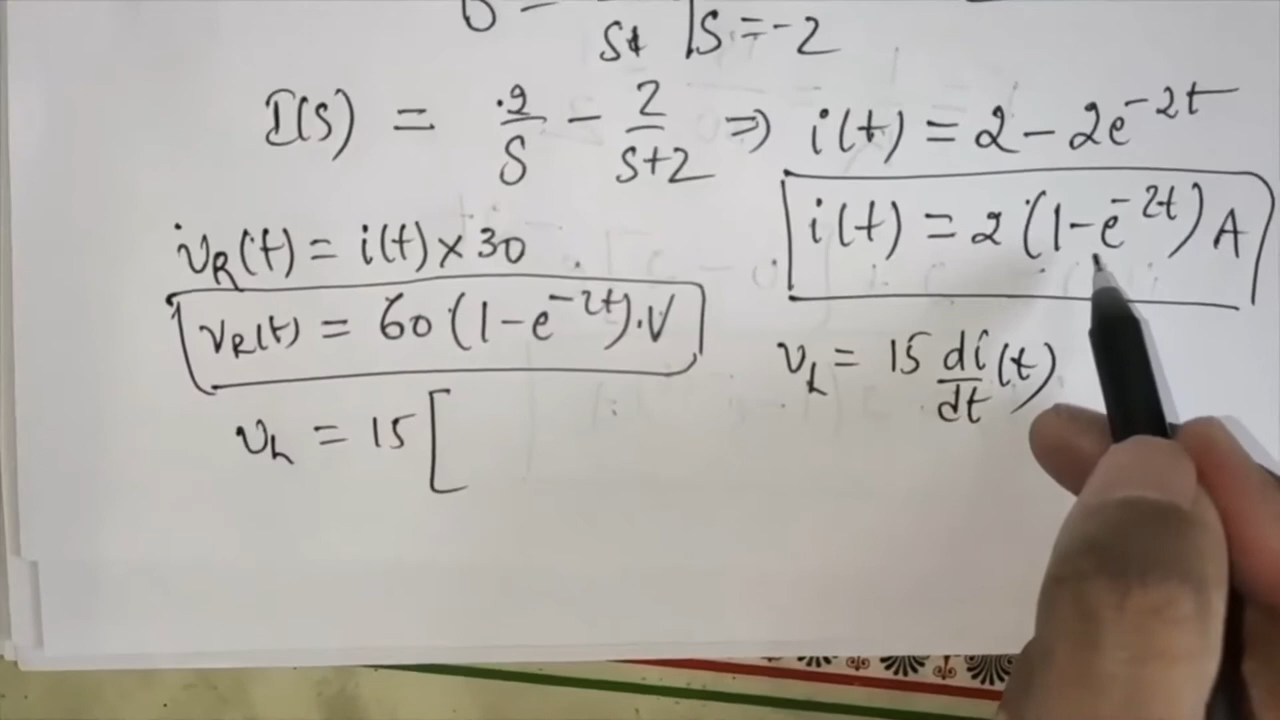 S+ |S=-2
I(S) = 2/S - 2/S+2 ⇒ i(t) = 2 - 2e^-2t
i(t) = 2(1-e^-2t) A
vR(t) = i(t) × 30
vR(t) = 60(1-e^-2t).V
vL = 15 di/dt (t)
vL = 15 [